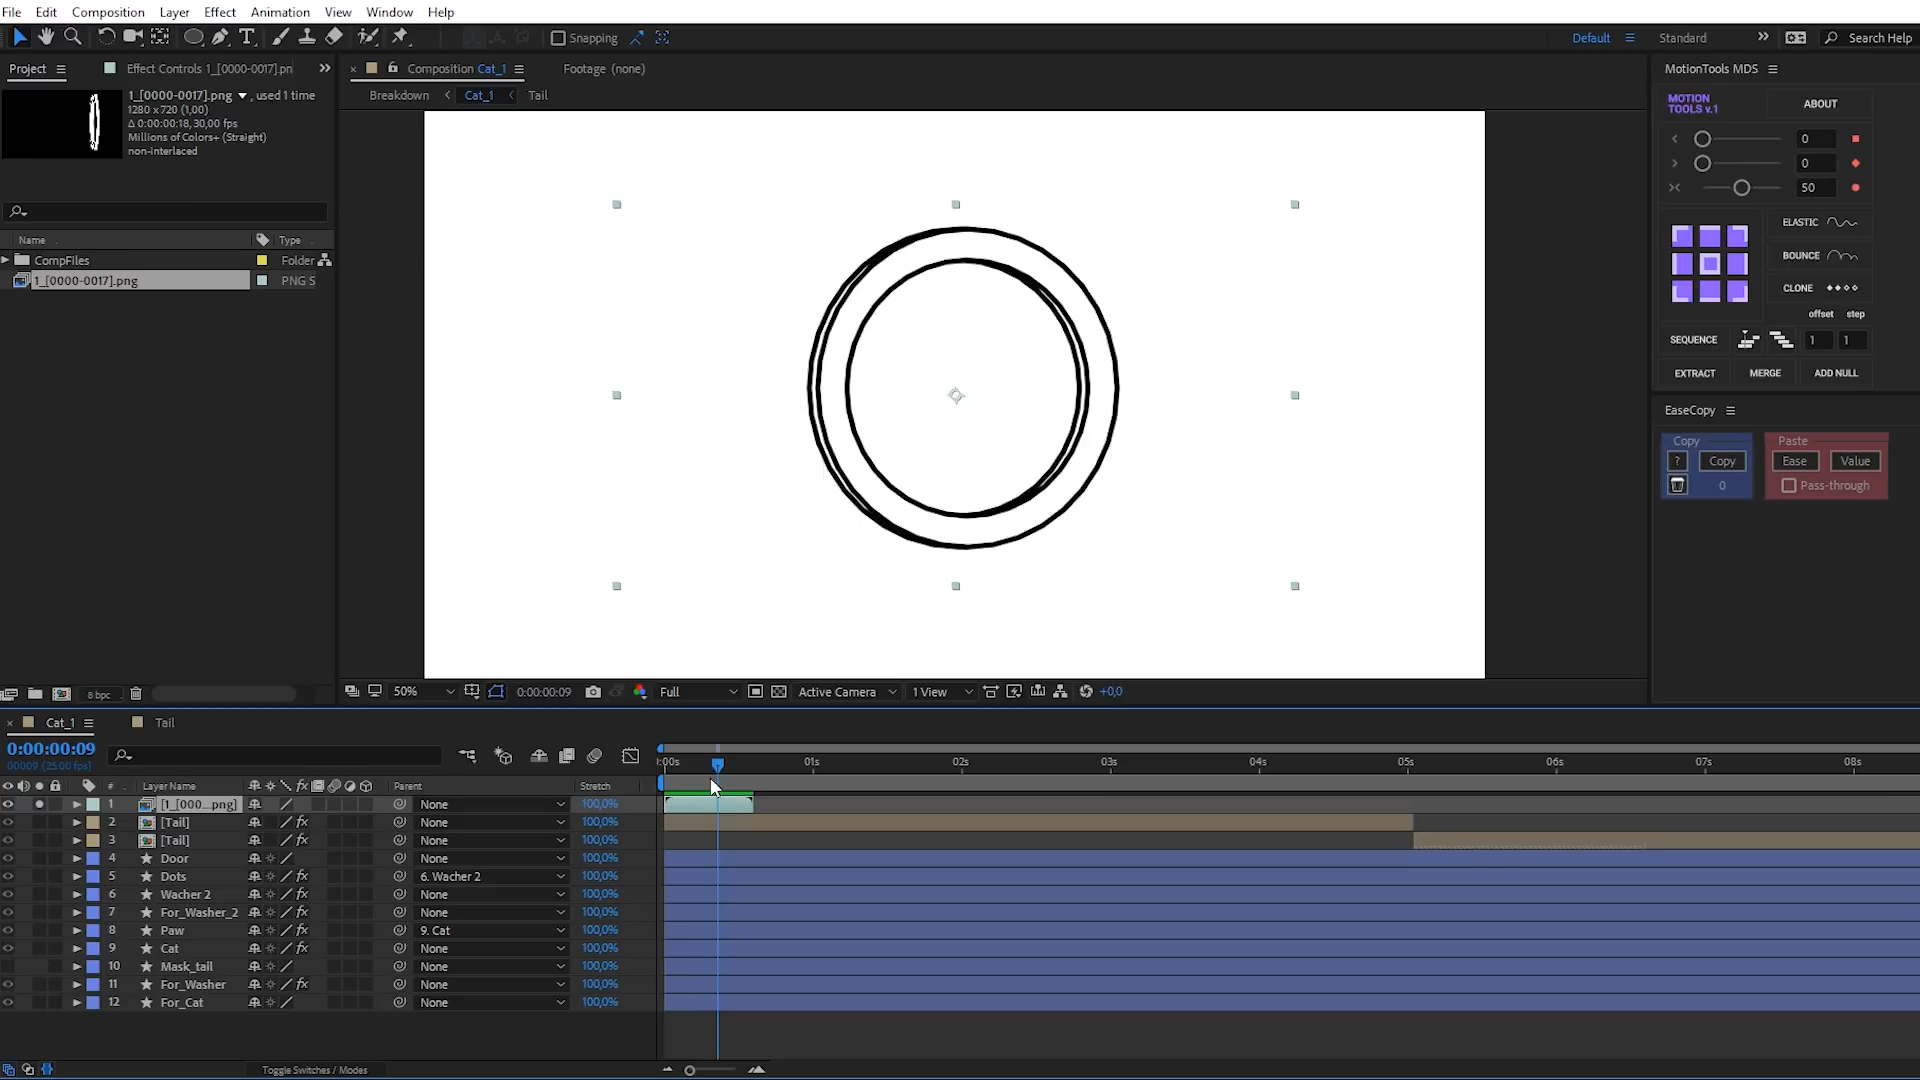 File Edit Composition Layer Effect Animation View Window Help
Snapping Default Standard Search Help
Project Effect Controls 1_[0000-0017].pn
Composition Cat_1 Footage (none)
MotionTools MDS
Breakdown Cat_1 Tail
1_[0000-0017].png , used 1 time
1280 x 720 (1,00)
Δ 0:00:00:18, 30,00 fps
Millions of Colors+ (Straight)
non-interlaced
MOTION
TOOLS v.1
ABOUT
0
0
50
ELASTIC
BOUNCE
CLONE
offset step
SEQUENCE 1 1
EXTRACT MERGE ADD NULL
EaseCopy
Copy Paste
? Copy Ease Value
0 Pass-through
Name Type
CompFiles Folder
1_[0000-0017].png PNG S
8 bpc
50% 0:00:00:09 Full Active Camera 1 View +0,0
Cat_1 Tail
0:00:00:09
00009 (25.00 fps)
:00s 01s 02s 03s 04s 05s 06s 07s 08s
# Layer Name Parent Stretch
1 [1_[000...png] None 100,0%
2 [Tail] None 100,0%
3 [Tail] None 100,0%
4 Door None 100,0%
5 Dots 6. Wacher 2 100,0%
6 Wacher 2 None 100,0%
7 For_Washer_2 None 100,0%
8 Paw 9. Cat 100,0%
9 Cat None 100,0%
10 Mask_tail None 100,0%
11 For_Washer None 100,0%
12 For_Cat None 100,0%
Toggle Switches / Modes